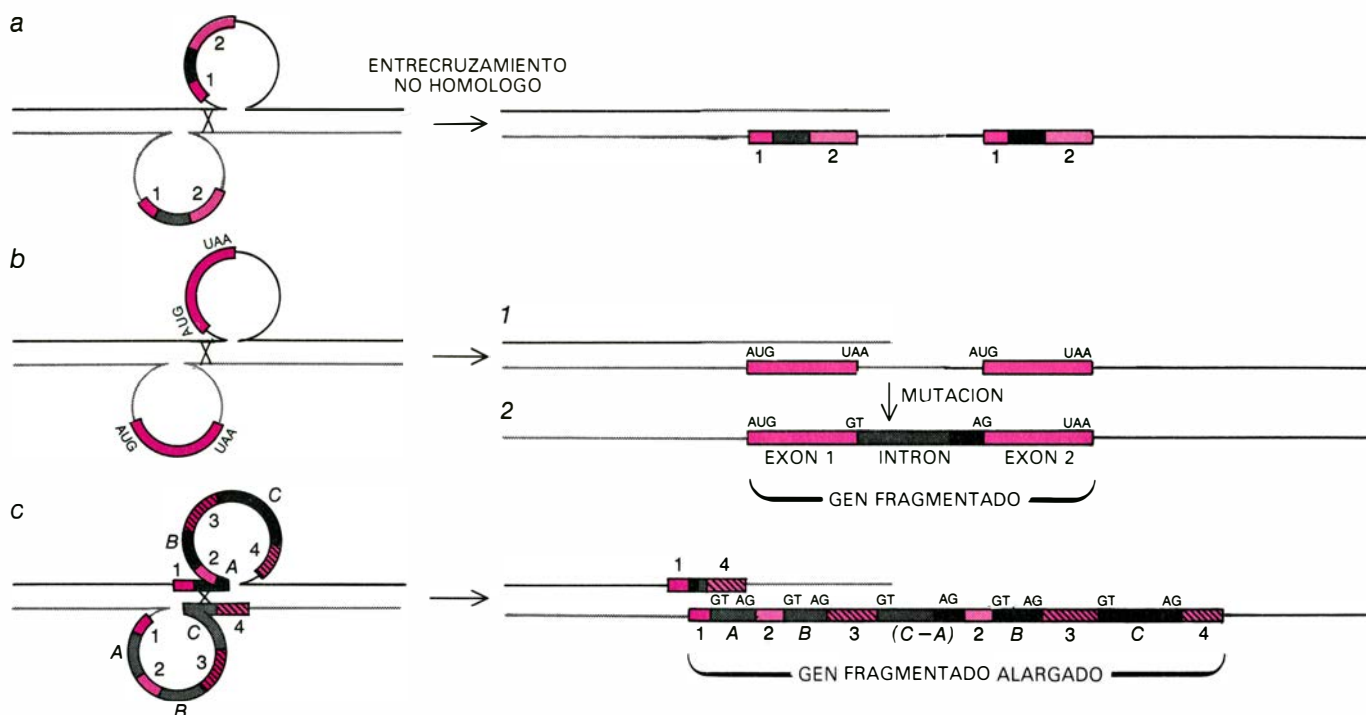 a
2
1
ENTRECRUZAMIENTO
NO HOMOLOGO
1 2 1 2
1 2
b
UAA
AUG
AUG UAA
1
AUG UAA AUG UAA
MUTACION
2
AUG GT AG UAA
EXON 1 INTRON EXON 2
GEN FRAGMENTADO
c
C
3
B
2
4
A
1
C
4
1
A
3
2
B
1 4
GT AG GT AG GT AG GT AG GT AG
1 A 2 B 3 (C–A) 2 B 3 C 4
GEN FRAGMENTADO ALARGADO